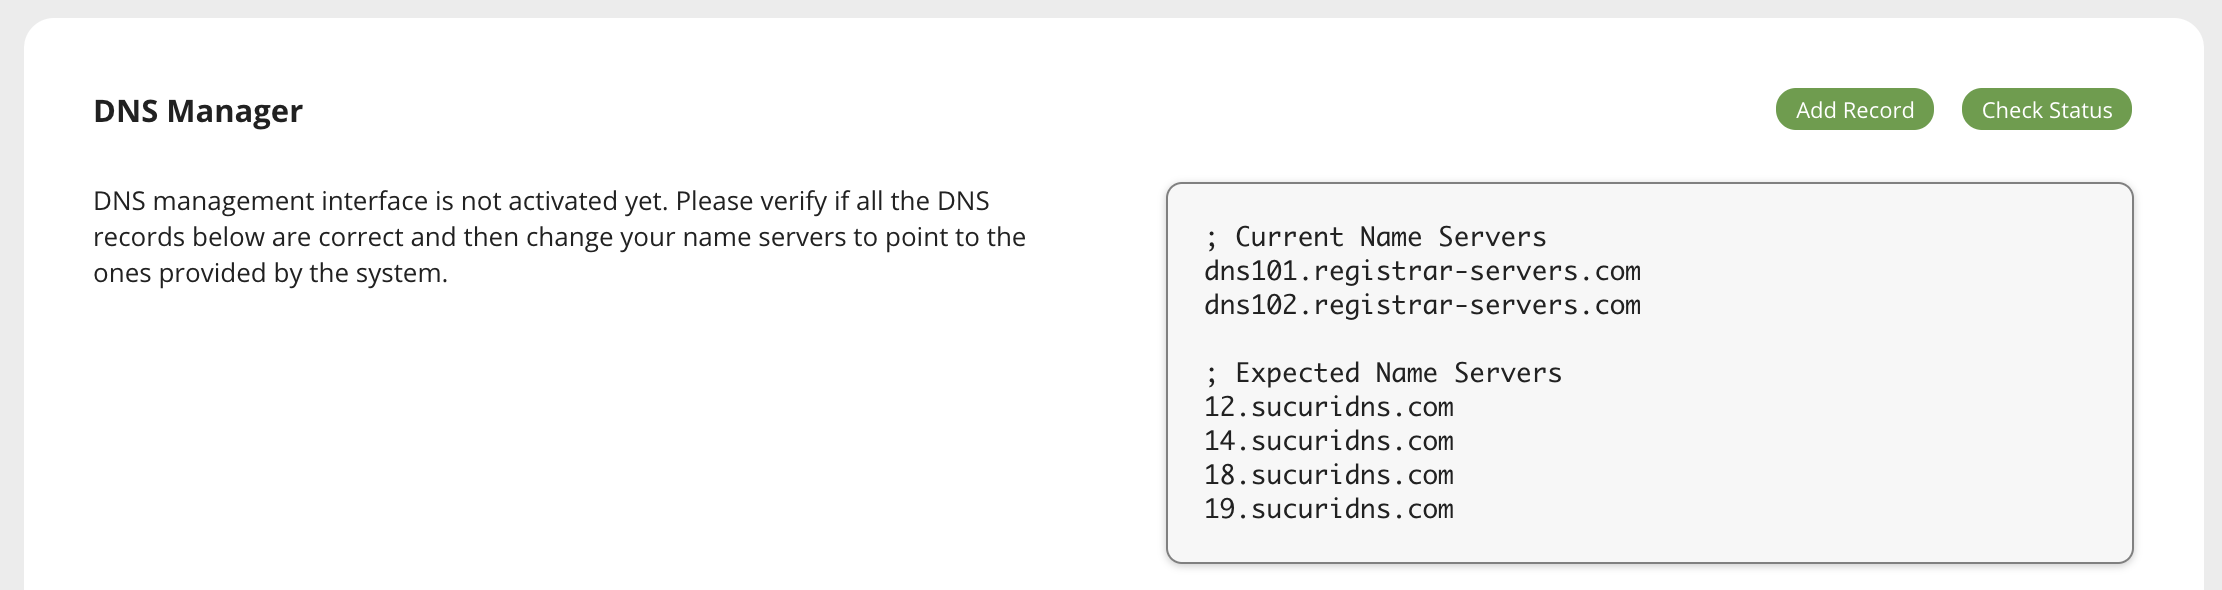 DNS Manager
Add Record
Check Status
DNS management interface is not activated yet. Please verify if all the DNS
records below are correct and then change your name servers to point to the
ones provided by the system.
; Current Name Servers
dns101.registrar-servers.com
dns102.registrar-servers.com
; Expected Name Servers
12.sucuridns.com
14.sucuridns.com
18.sucuridns.com
19.sucuridns.com